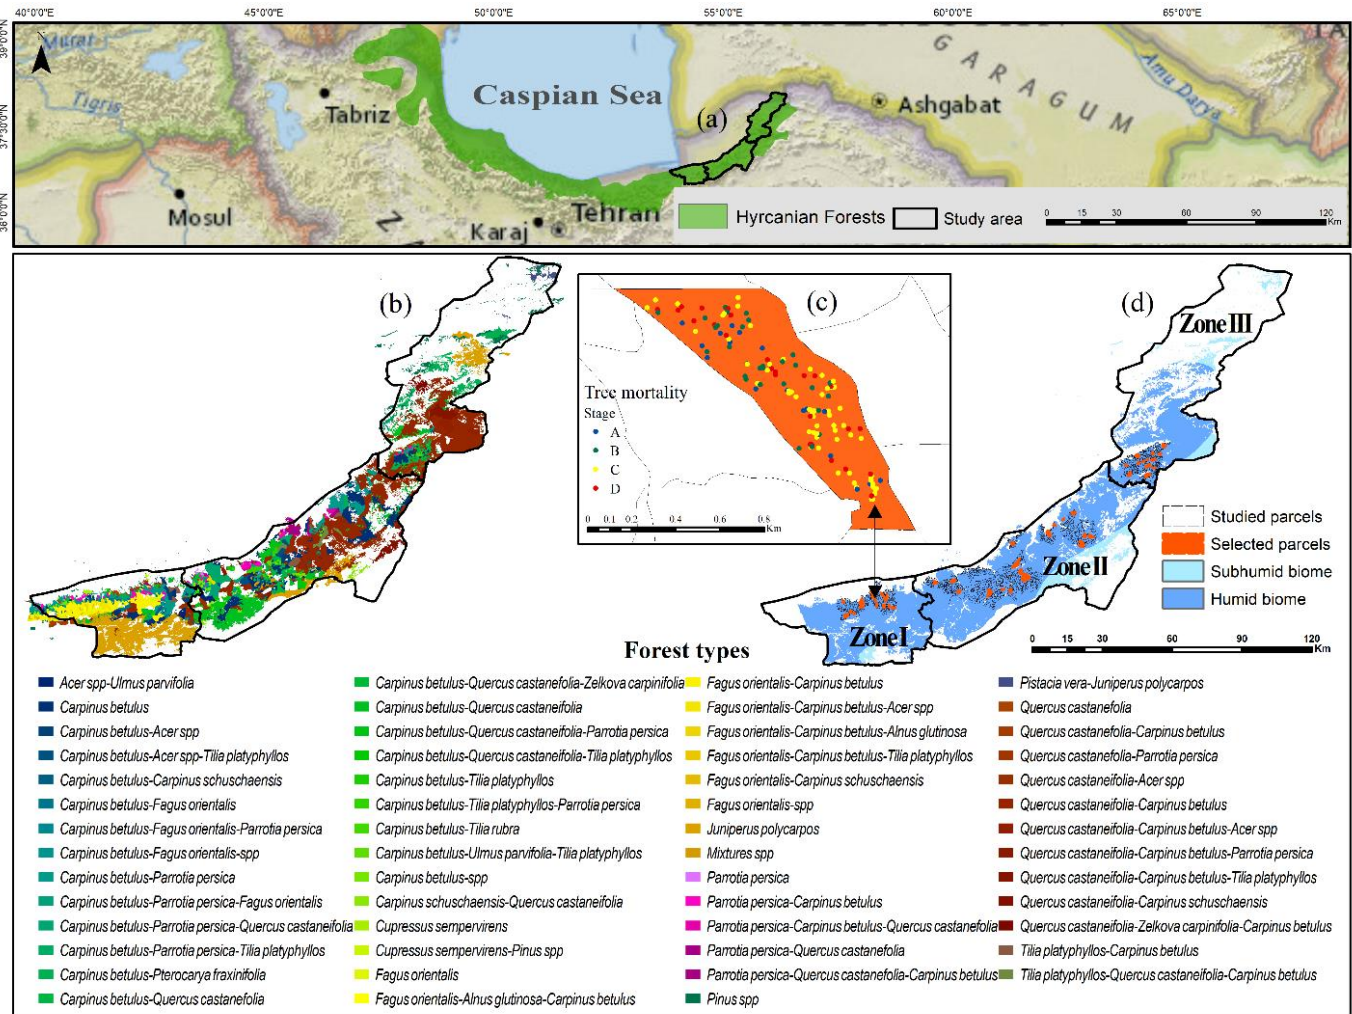 40°0'0"N
45°0'0"E
50°0'0"E
55°0'0"E
60°0'0"E
65°0'0"E
39°0'0"N
37°30'0"N
36°0'0"N
N
Murat
Tigris
Tabriz
Mosul
Caspian Sea
(a)
Ashgabat
GARAGUM
Amu Darya
Karaj
Tehran
Hyrcanian Forests
Study area
0 15 30 60 90 120
Km
(b)
(c)
Tree mortality
Stage
A
B
C
D
0 0.1 0.2 0.4 0.6 0.8
Km
(d)
Zone III
Zone II
Zone I
Studied parcels
Selected parcels
Subhumid biome
Humid biome
0 15 30 60 90 120
Km
Forest types
Acer spp-Ulmus parvifolia
Carpinus betulus
Carpinus betulus-Acer spp
Carpinus betulus-Acer spp-Tilia platyphyllos
Carpinus betulus-Carpinus schuschaensis
Carpinus betulus-Fagus orientalis
Carpinus betulus-Fagus orientalis-Parrotia persica
Carpinus betulus-Fagus orientalis-spp
Carpinus betulus-Parrotia persica
Carpinus betulus-Parrotia persica-Fagus orientalis
Carpinus betulus-Parrotia persica-Quercus castaneifolia
Carpinus betulus-Parrotia persica-Tilia platyphyllos
Carpinus betulus-Pterocarya fraxinifolia
Carpinus betulus-Quercus castanefolia
Carpinus betulus-Quercus castanefolia-Zelkova carpinifolia
Carpinus betulus-Quercus castaneifolia
Carpinus betulus-Quercus castaneifolia-Parrotia persica
Carpinus betulus-Quercus castaneifolia-Tilia platyphyllos
Carpinus betulus-Tilia platyphyllos
Carpinus betulus-Tilia platyphyllos-Parrotia persica
Carpinus betulus-Tilia rubra
Carpinus betulus-Ulmus parvifolia-Tilia platyphyllos
Carpinus betulus-spp
Carpinus schuschaensis-Quercus castaneifolia
Cupressus sempervirens
Cupressus sempervirens-Pinus spp
Fagus orientalis
Fagus orientalis-Alnus glutinosa-Carpinus betulus
Fagus orientalis-Carpinus betulus
Fagus orientalis-Carpinus betulus-Acer spp
Fagus orientalis-Carpinus betulus-Alnus glutinosa
Fagus orientalis-Carpinus betulus-Tilia platyphyllos
Fagus orientalis-Carpinus schuschaensis
Fagus orientalis-spp
Juniperus polycarpos
Mixtures spp
Parrotia persica
Parrotia persica-Carpinus betulus
Parrotia persica-Carpinus betulus-Quercus castanefolia
Parrotia persica-Quercus castanefolia
Parrotia persica-Quercus castanefolia-Carpinus betulus
Pinus spp
Pistacia vera-Juniperus polycarpos
Quercus castanefolia
Quercus castanefolia-Carpinus betulus
Quercus castanefolia-Parrotia persica
Quercus castaneifolia-Acer spp
Quercus castaneifolia-Carpinus betulus
Quercus castaneifolia-Carpinus betulus-Acer spp
Quercus castaneifolia-Carpinus betulus-Parrotia persica
Quercus castaneifolia-Carpinus betulus-Tilia platyphyllos
Quercus castaneifolia-Carpinus schuschaensis
Quercus castaneifolia-Zelkova carpinifolia-Carpinus betulus
Tilia platyphyllos-Carpinus betulus
Tilia platyphyllos-Quercus castaneifolia-Carpinus betulus